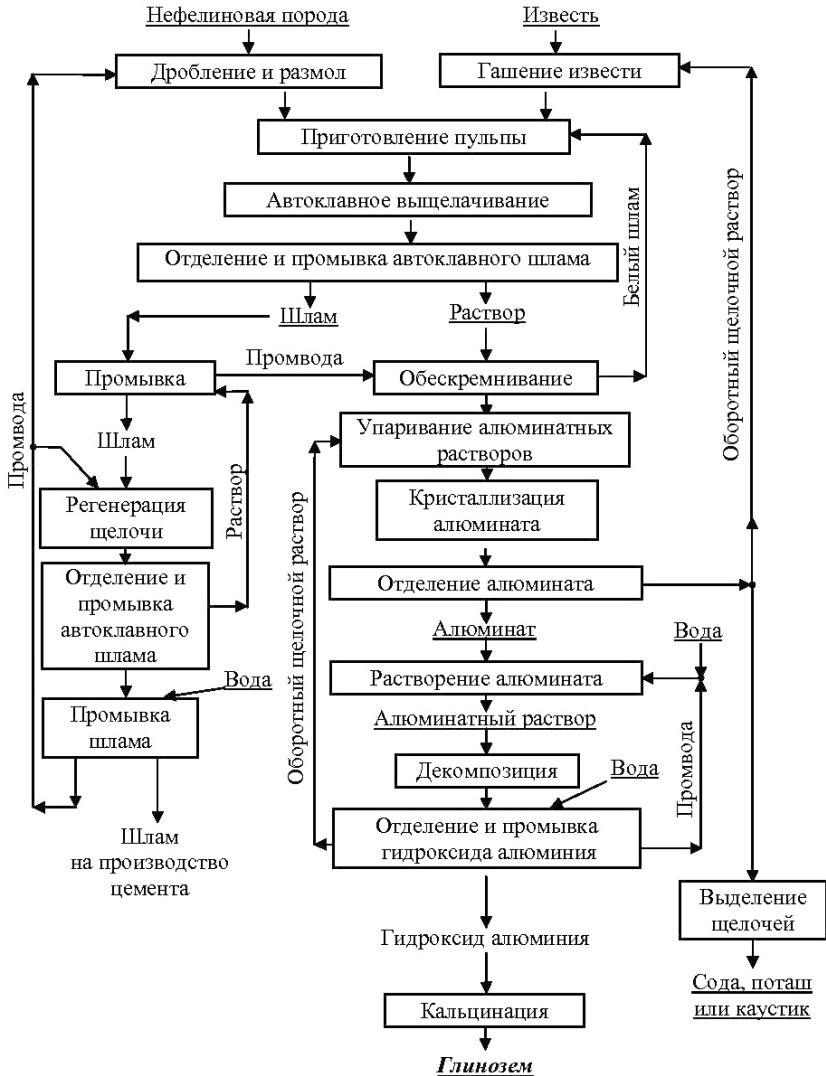 Нефелиновая порода
Известь
Дробление и размол
Гашение извести
Приготовление пульпы
Автоклавное выщелачивание
Отделение и промывка автоклавного шлама
Белый шлам
Оборотный щелочной раствор
Шлам
Раствор
Промывка
Промвода
Обескремнивание
Промвода
Шлам
Упаривание алюминатных
растворов
Раствор
Регенерация
щелочи
Кристаллизация
алюмината
Отделение и
промывка
автоклавного
шлама
Оборотный щелочной раствор
Отделение алюмината
Алюминат
Вода
Вода
Растворение алюмината
Промывка
шлама
Алюминатный раствор
Промвода
Декомпозиция
Вода
Отделение и промывка
гидроксида алюминия
Шлам
на производство
цемента
Выделение
щелочей
Гидроксид алюминия
Сода, поташ
или каустик
Кальцинация
Глинозем